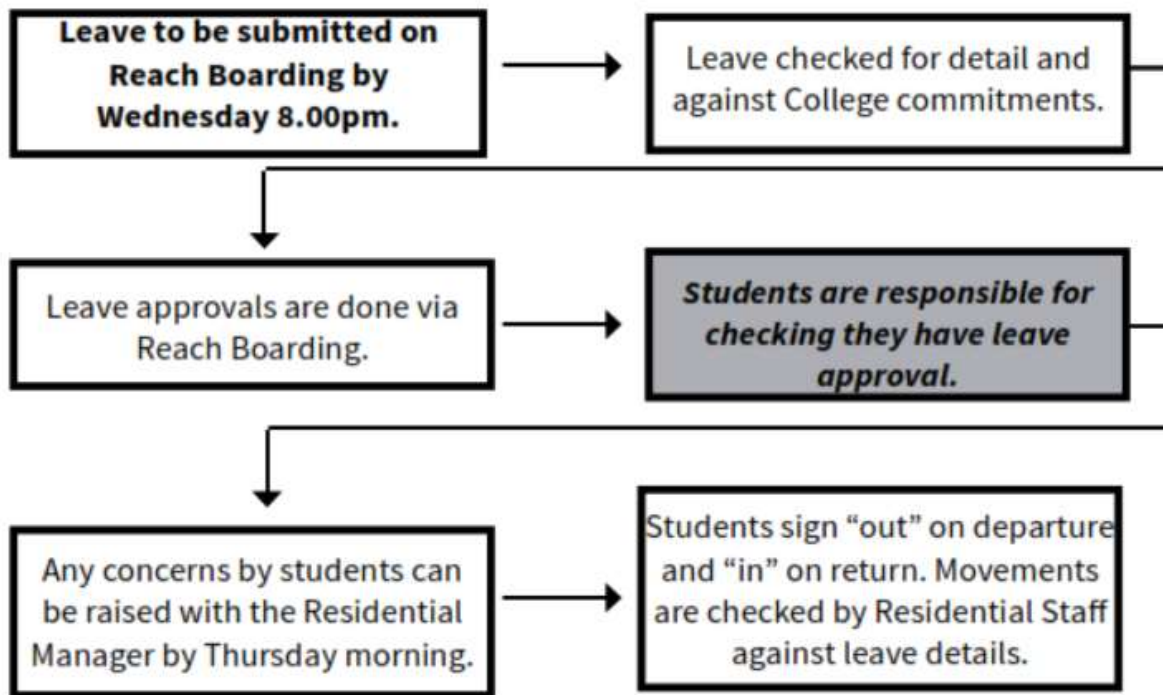 Leave to be submitted on
Reach Boarding by
Wednesday 8.00pm.
Leave checked for detail and
against College commitments.
Leave approvals are done via
Reach Boarding.
Students are responsible for
checking they have leave
approval.
Any concerns by students can
be raised with the Residential
Manager by Thursday morning.
Students sign “out” on departure
and “in” on return. Movements
are checked by Residential Staff
against leave details.